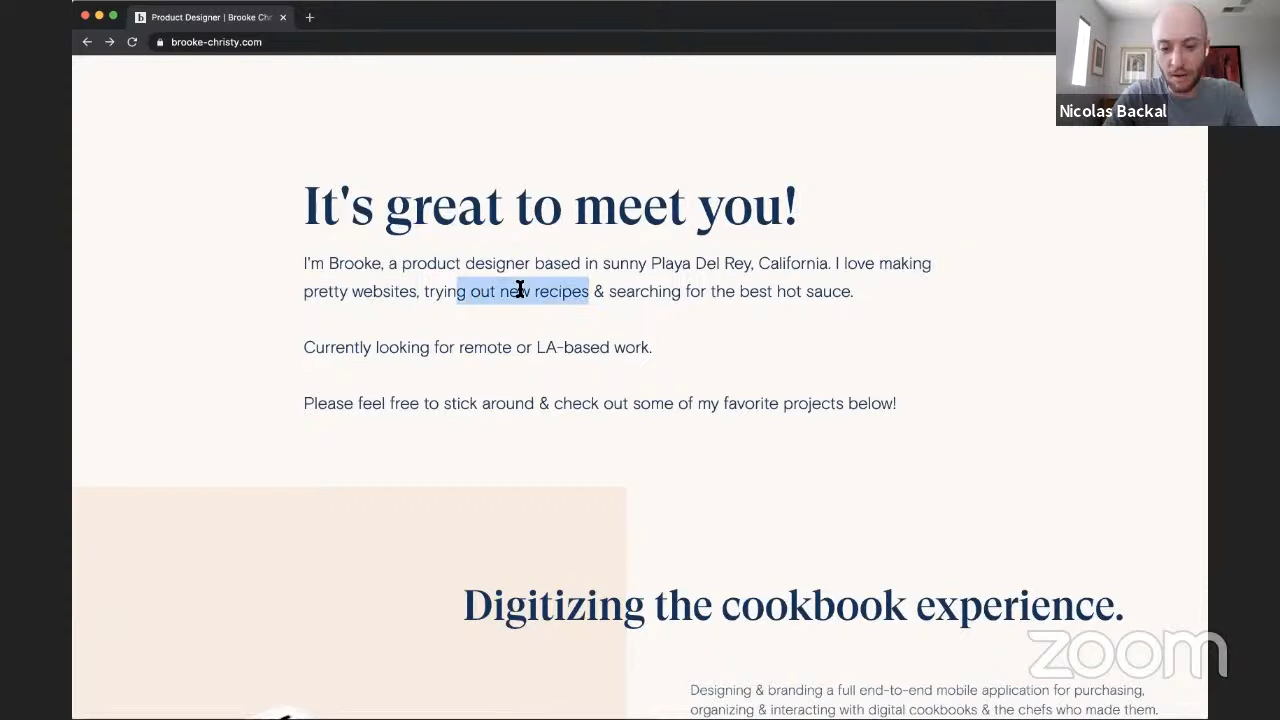 Product Designer | Brooke Chr
brooke-christy.com
Nicolas Backal
It's great to meet you!
I'm Brooke, a product designer based in sunny Playa Del Rey, California. I love making
pretty websites, trying out new recipes & searching for the best hot sauce.
Currently looking for remote or LA-based work.
Please feel free to stick around & check out some of my favorite projects below!
Digitizing the cookbook experience.
zoom
Designing & branding a full end-to-end mobile application for purchasing,
organizing & interacting with digital cookbooks & the chefs who made them.